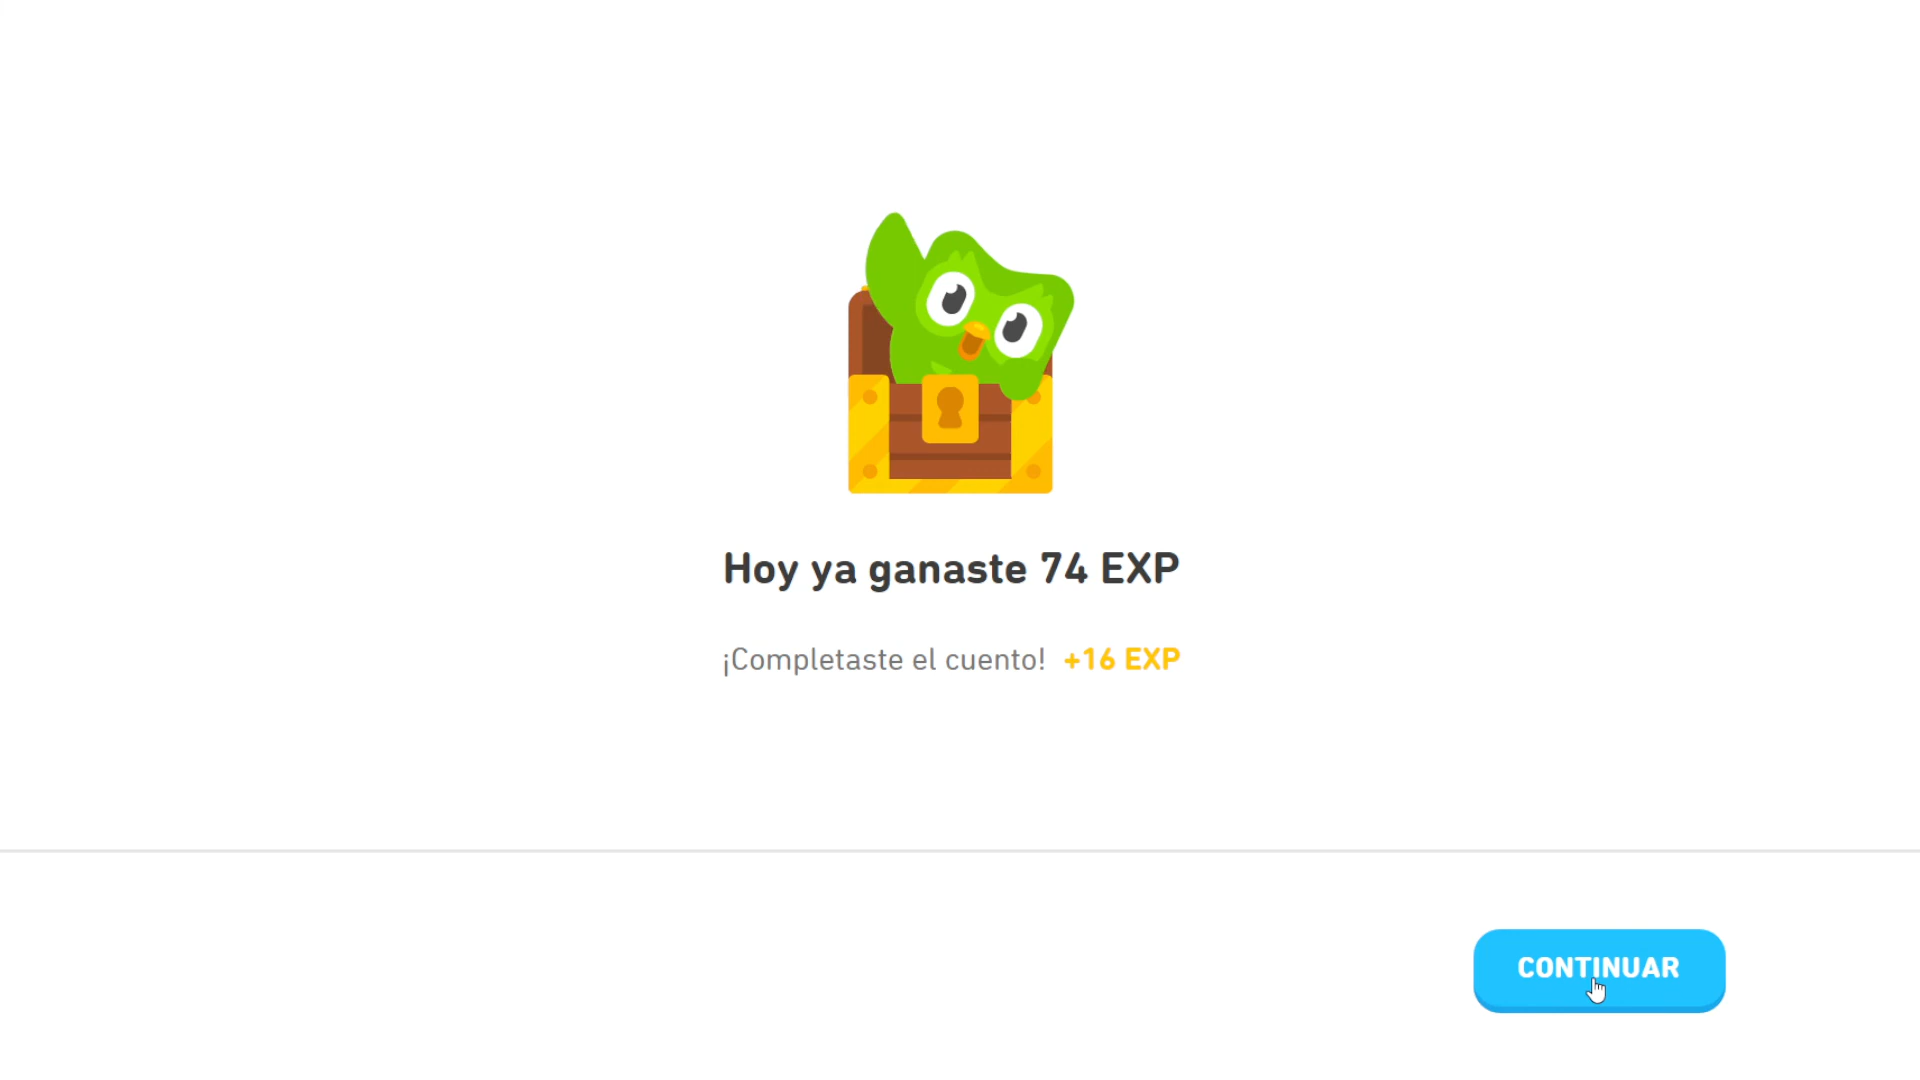 Hoy ya ganaste 74 EXP
¡Completaste el cuento! +16 EXP
CONTINUAR